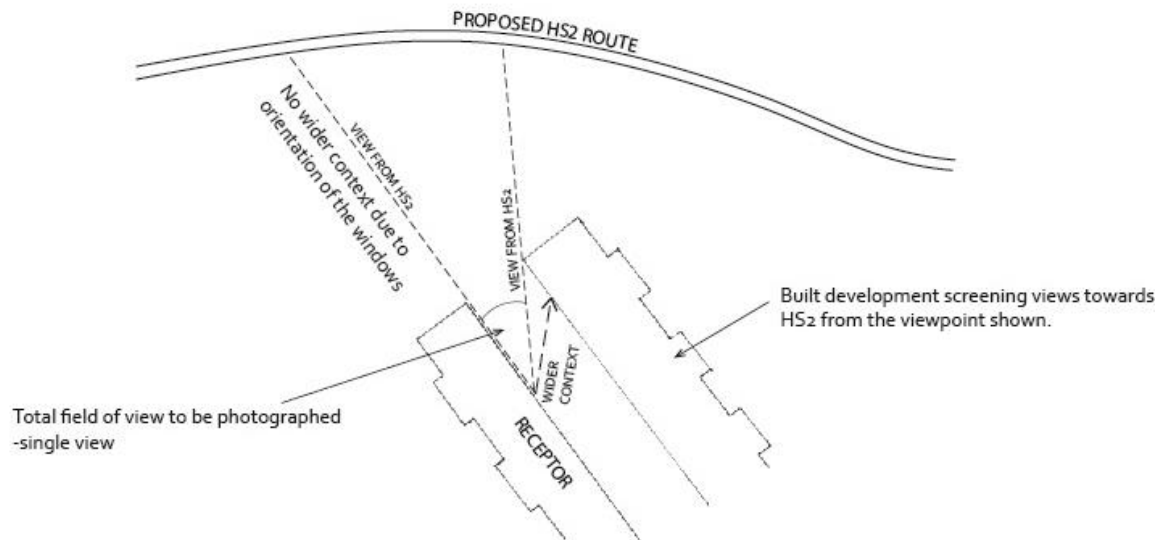 PROPOSED HS2 ROUTE
No wider context due to
orientation of the windows
VIEW FROM HS2
VIEW FROM HS2
WIDER
CONTEXT
Built development screening views towards
HS2 from the viewpoint shown.
Total field of view to be photographed
-single view
RECEPTOR